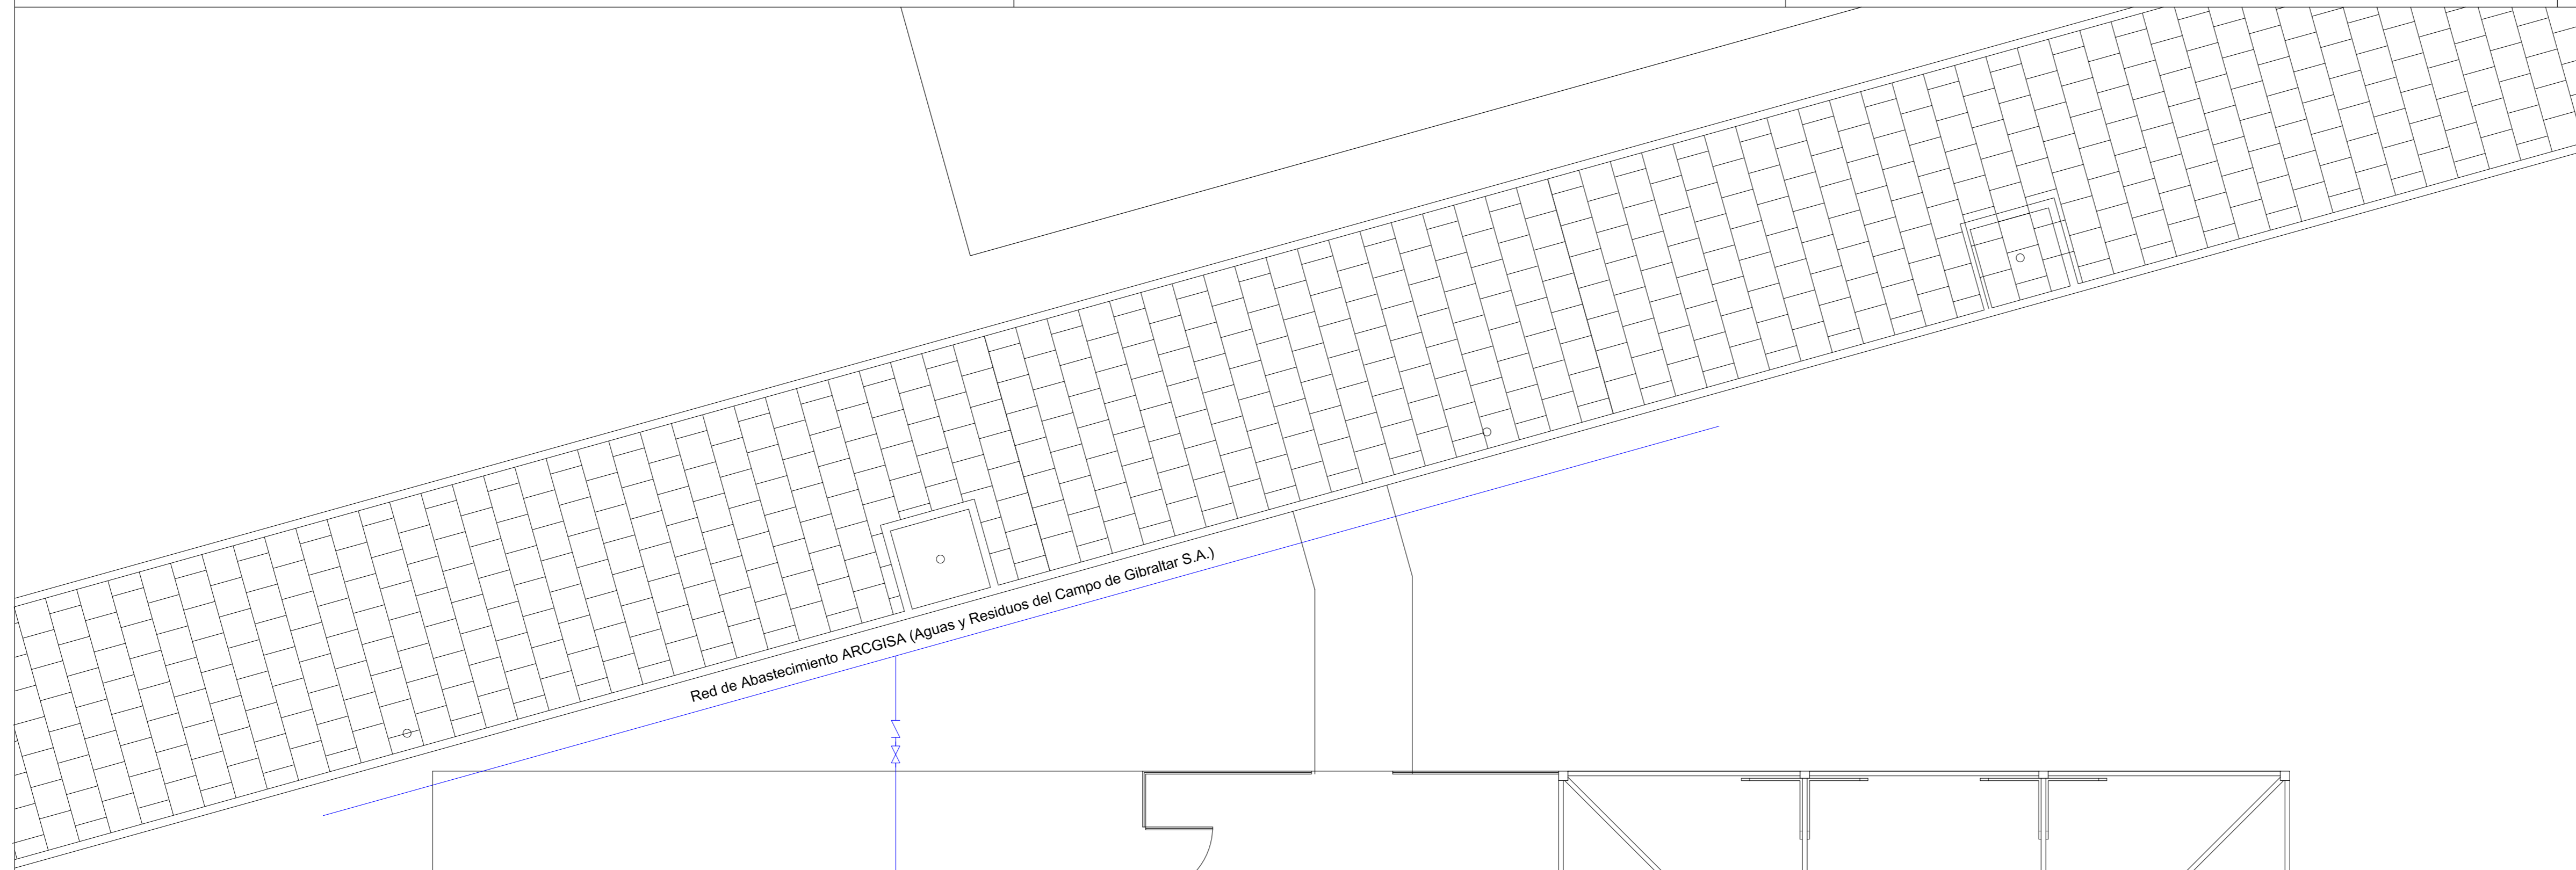 Red de Abastecimiento ARCGISA (Aguas y Residuos del Campo de Gibraltar S.A.)